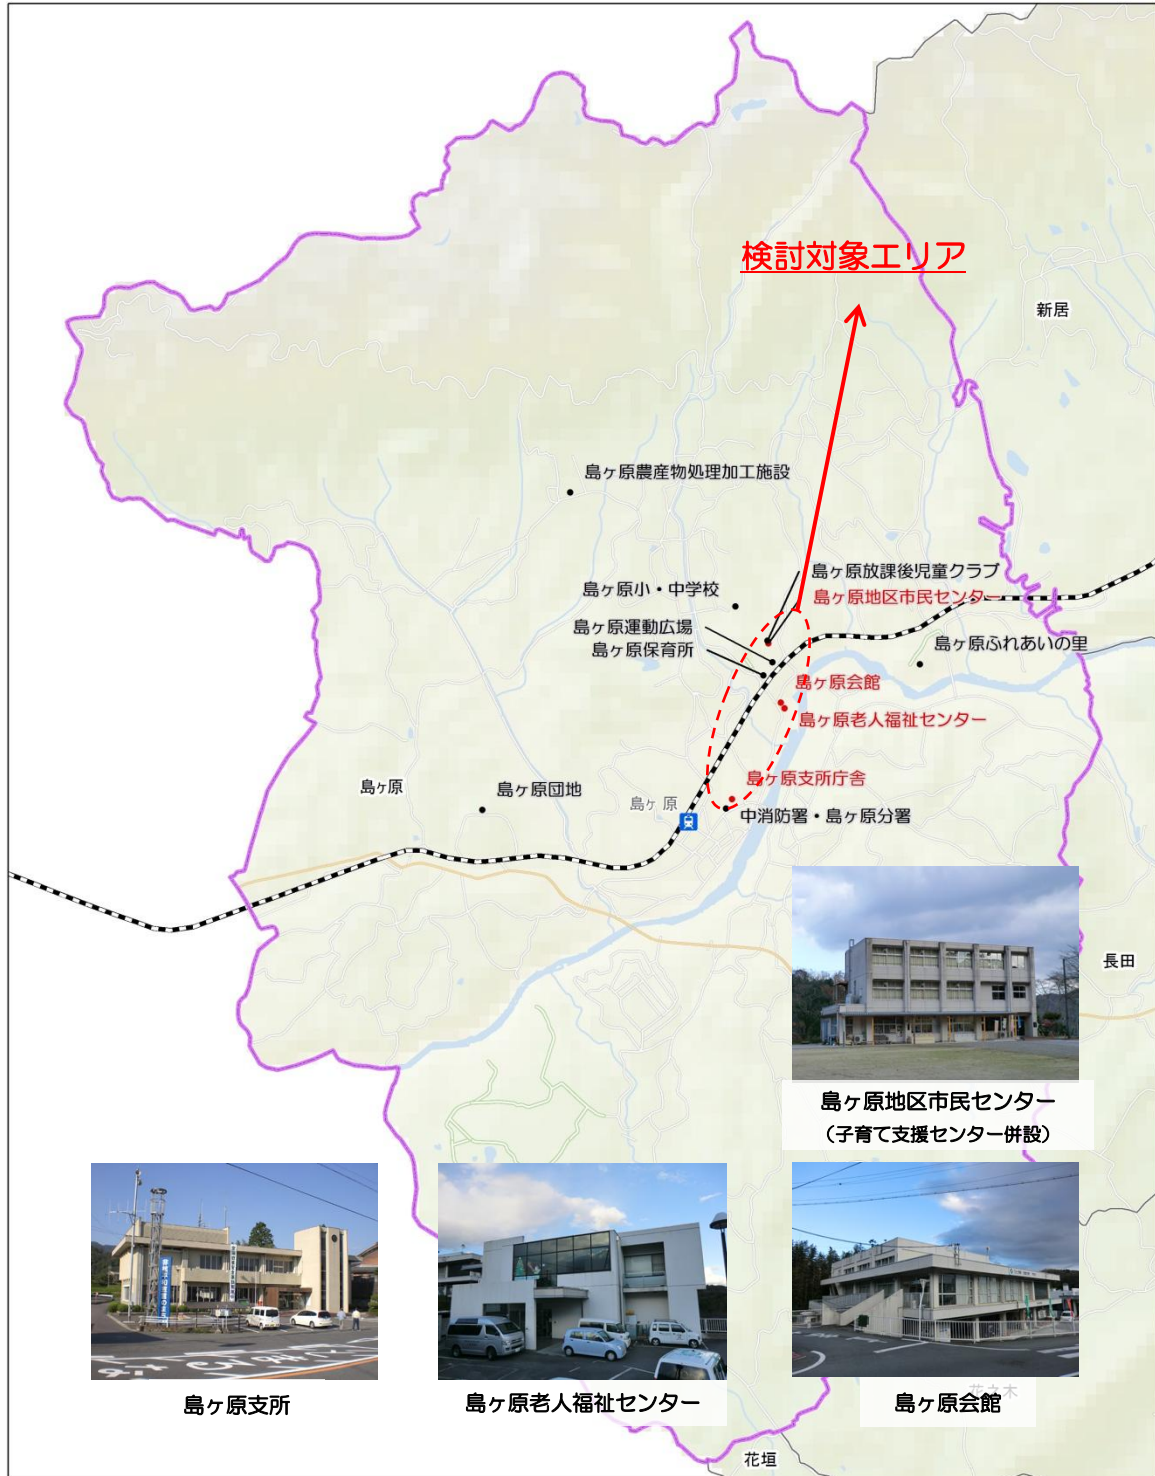 検討対象エリア
新居
島ヶ原農産物処理加工施設
島ヶ原放課後児童クラブ
島ヶ原小・中学校
島ヶ原地区市民センター
島ヶ原運動広場
島ヶ原保育所
島ヶ原ふれあいの里
島ヶ原会館
島ヶ原老人福祉センター
島ヶ原支所庁舎
島ヶ原
島ヶ原団地
島ヶ原
中消防署・島ヶ原分署
長田
島ヶ原地区市民センター
（子育て支援センター併設）
島ヶ原支所
島ヶ原老人福祉センター
花之木
島ヶ原会館
花垣